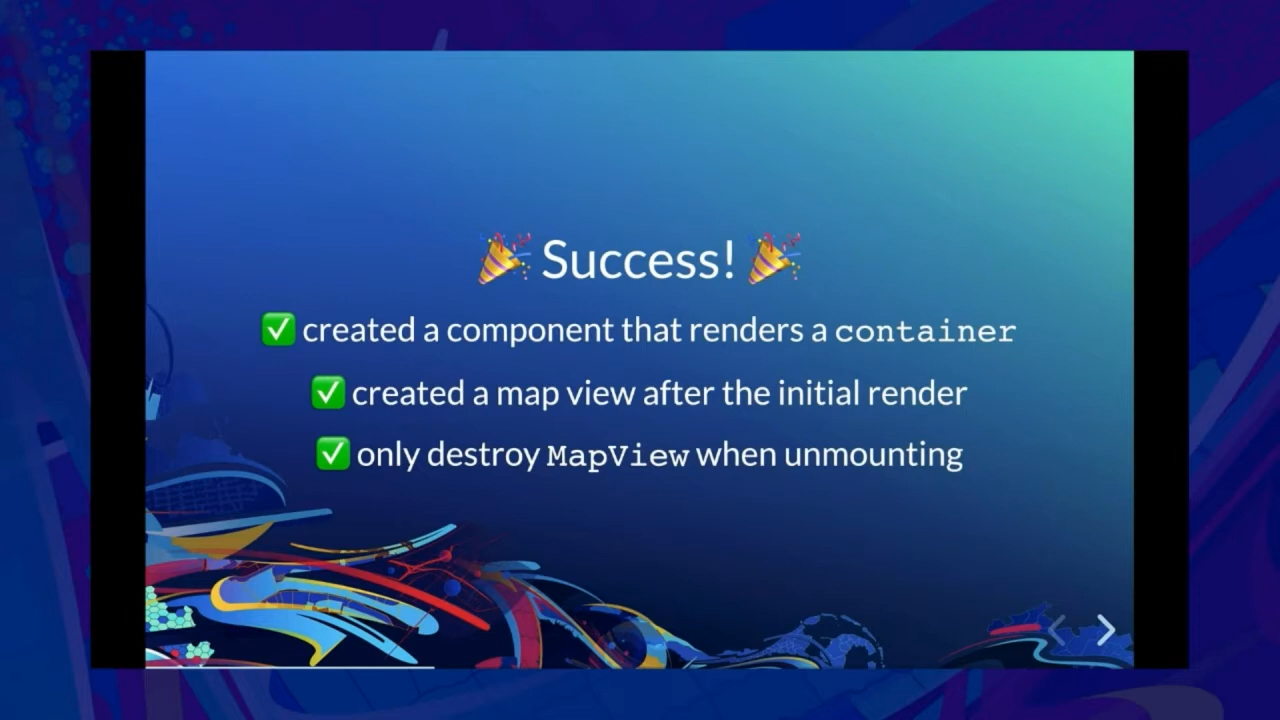 🎉 Success! 🎉
✅ created a component that renders a container
✅ created a map view after the initial render
✅ only destroy MapView when unmounting